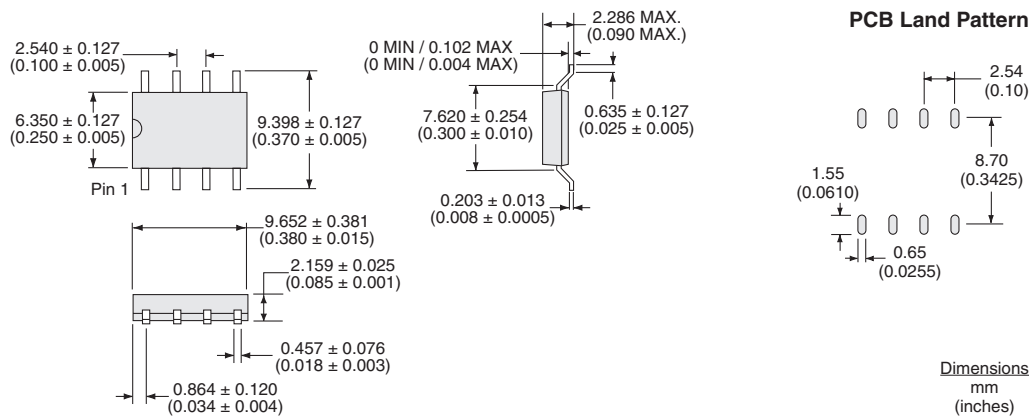 2.540 ± 0.127
(0.100 ± 0.005)
6.350 ± 0.127
(0.250 ± 0.005)
9.398 ± 0.127
(0.370 ± 0.005)
Pin 1
9.652 ± 0.381
(0.380 ± 0.015)
2.159 ± 0.025
(0.085 ± 0.001)
0.457 ± 0.076
(0.018 ± 0.003)
0.864 ± 0.120
(0.034 ± 0.004)
2.286 MAX.
(0.090 MAX.)
0 MIN / 0.102 MAX
(0 MIN / 0.004 MAX)
7.620 ± 0.254
(0.300 ± 0.010)
0.635 ± 0.127
(0.025 ± 0.005)
0.203 ± 0.013
(0.008 ± 0.0005)
PCB Land Pattern
2.54
(0.10)
8.70
(0.3425)
1.55
(0.0610)
0.65
(0.0255)
Dimensions
mm
(inches)